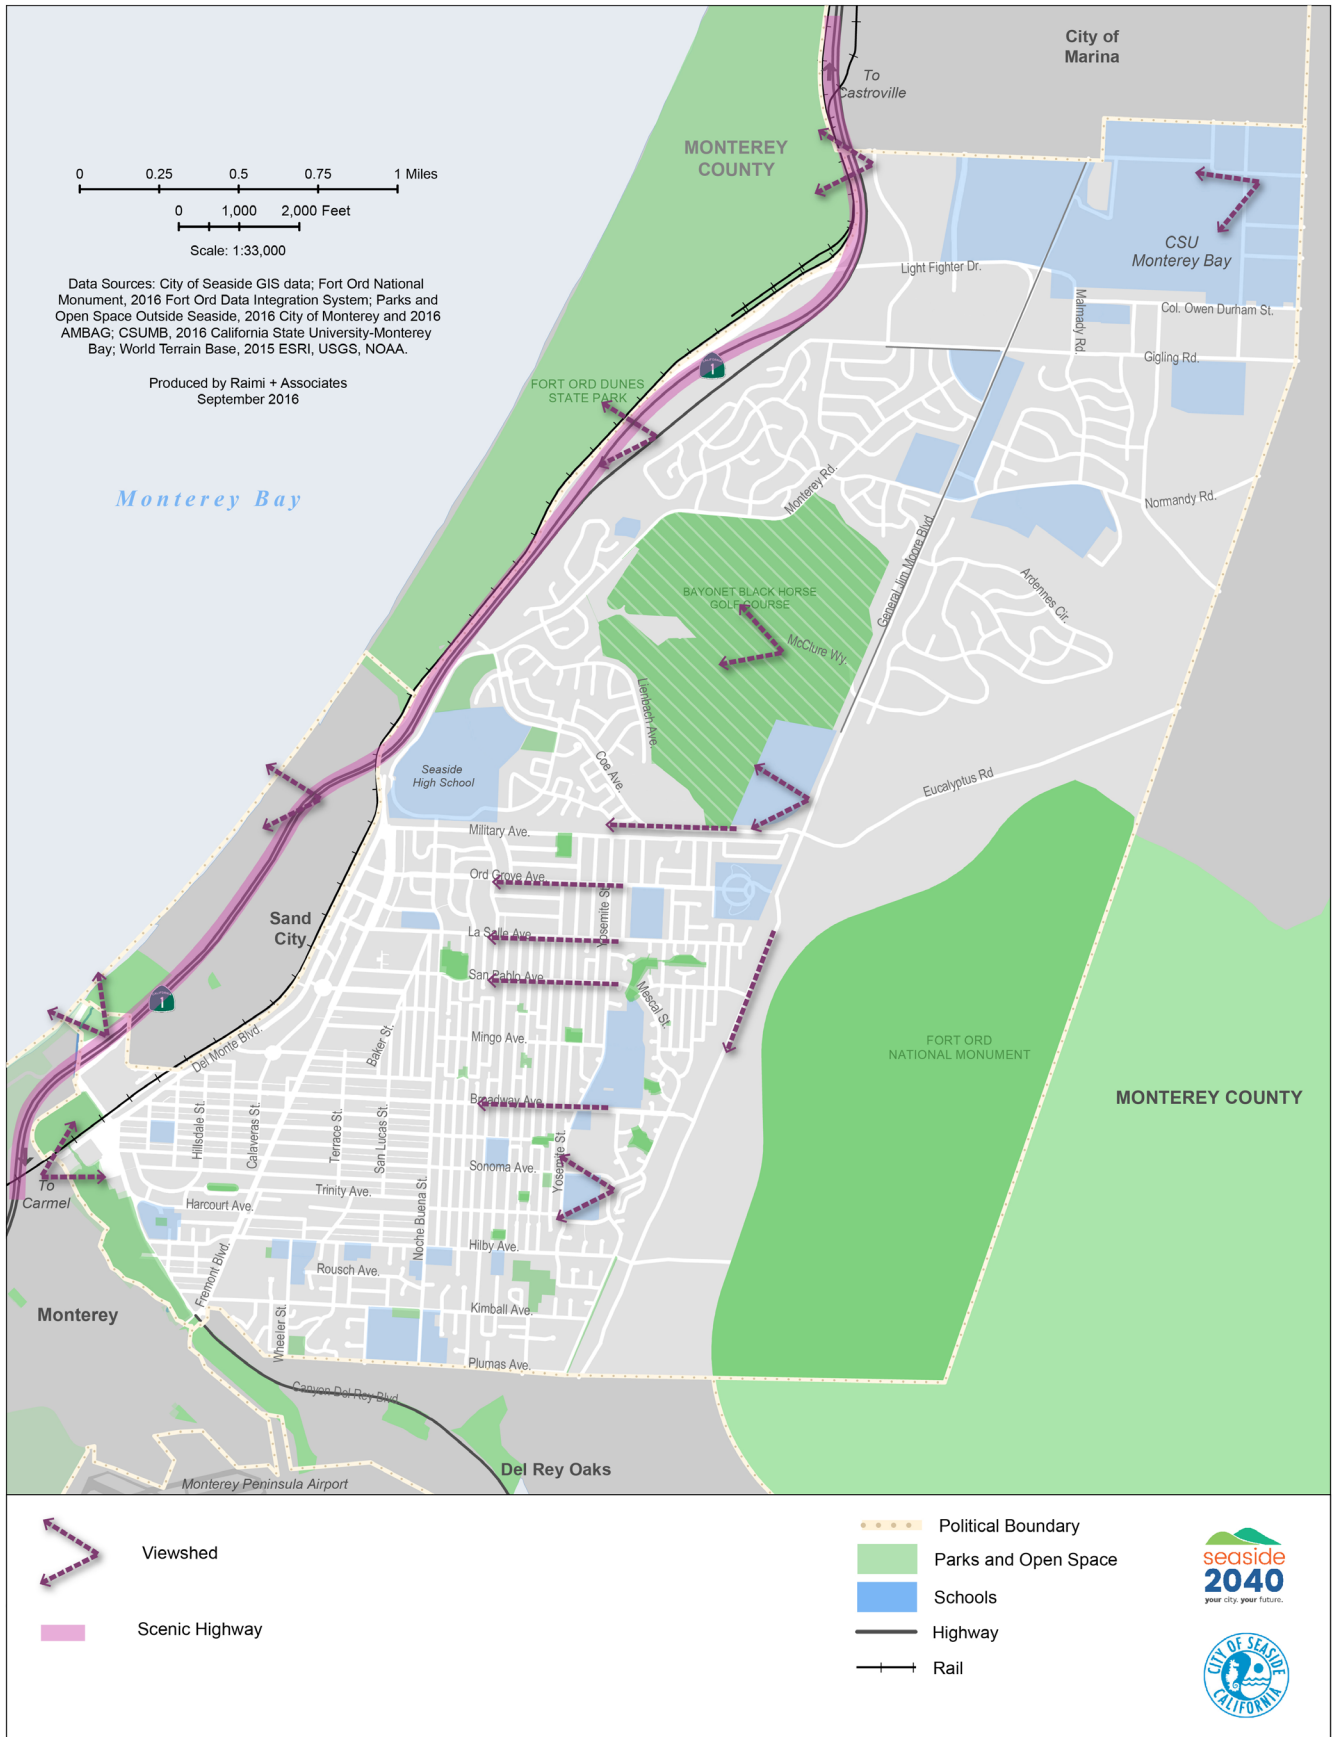 City of
Marina
To
Castroville
MONTEREY
COUNTY
0 0.25 0.5 0.75 1 Miles
0 1,000 2,000 Feet
Scale: 1:33,000
Data Sources: City of Seaside GIS data; Fort Ord National
Monument, 2016 Fort Ord Data Integration System; Parks and
Open Space Outside Seaside, 2016 City of Monterey and 2016
AMBAG; CSUMB, 2016 California State University-Monterey
Bay; World Terrain Base, 2015 ESRI, USGS, NOAA.
Produced by Raimi + Associates
September 2016
CSU
Monterey Bay
Light Fighter Dr.
Malmady Rd.
Col. Owen Durham St.
Gigling Rd.
1
FORT ORD DUNES
STATE PARK
Monterey Bay
Monterey Rd.
Normandy Rd.
General Jim Moore Blvd.
Ardennes Cir.
BAYONET BLACK HORSE
GOLF COURSE
McClure Wy.
Lienbach Ave.
Coe Ave.
Seaside
High School
Eucalyptus Rd
Military Ave.
Ord Grove Ave.
Yosemite St.
La Salle Ave.
Sand
City
San Pablo Ave.
Mescal St.
1
Mingo Ave.
Baker St.
Del Monte Blvd.
FORT ORD
NATIONAL MONUMENT
MONTEREY COUNTY
Broadway Ave.
Hillsdale St.
Calaveras St.
Terrace St.
San Lucas St.
Yosemite St.
Sonoma Ave.
To
Carmel
Trinity Ave.
Harcourt Ave.
Noche Buena St.
Hilby Ave.
Fremont Blvd.
Rousch Ave.
Monterey
Kimball Ave.
Wheeler St.
Plumas Ave.
Canyon Del Rey Blvd.
Del Rey Oaks
Monterey Peninsula Airport
Viewshed
Scenic Highway
Political Boundary
Parks and Open Space
Schools
Highway
Rail
seaside
2040
your city. your future.
CITY OF SEASIDE
CALIFORNIA